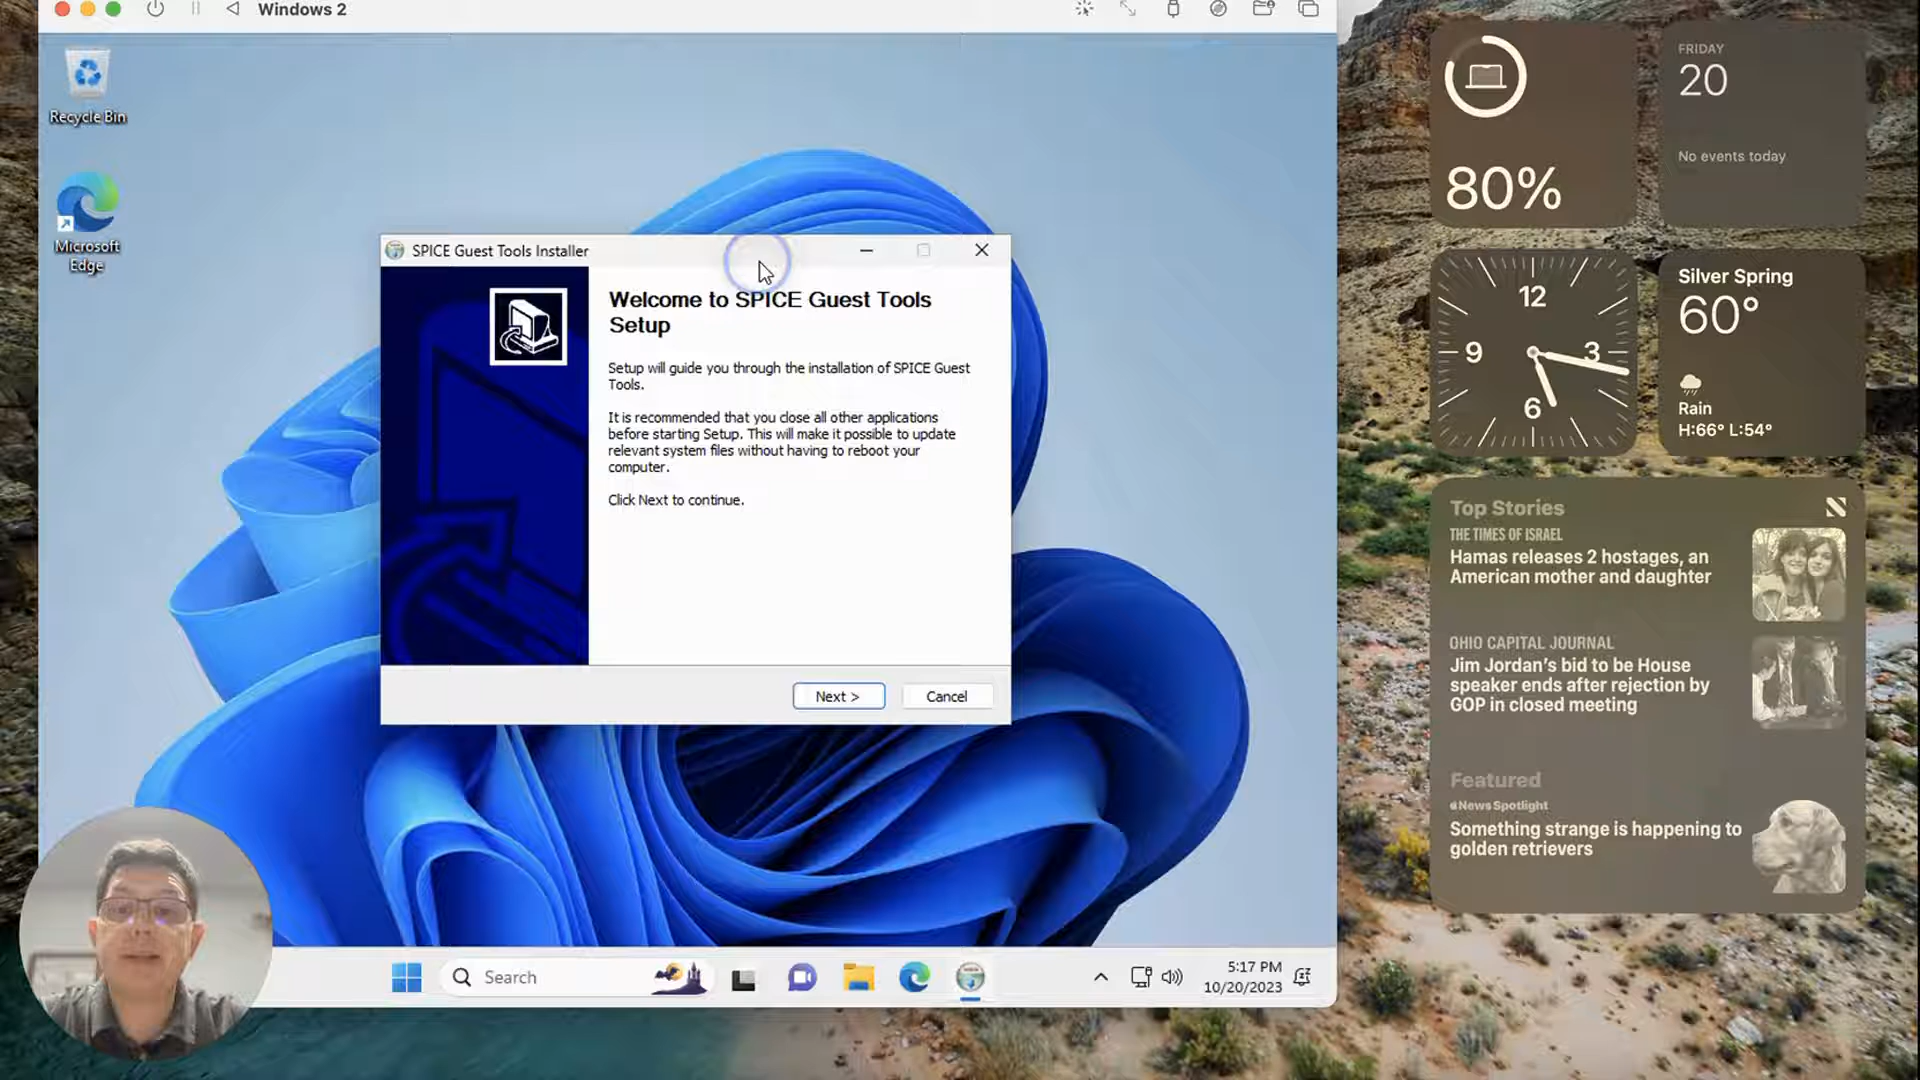 Windows 2
Recycle Bin
Microsoft
Edge
SPICE Guest Tools Installer
Welcome to SPICE Guest Tools
Setup
Setup will guide you through the installation of SPICE Guest
Tools.
It is recommended that you close all other applications
before starting Setup. This will make it possible to update
relevant system files without having to reboot your
computer.
Click Next to continue.
Next >
Cancel
Search
5:17 PM
10/20/2023
80%
FRIDAY
20
No events today
12
9
3
6
Silver Spring
60°
Rain
H:66° L:54°
Top Stories
THE TIMES OF ISRAEL
Hamas releases 2 hostages, an
American mother and daughter
OHIO CAPITAL JOURNAL
Jim Jordan's bid to be House
speaker ends after rejection by
GOP in closed meeting
Featured
News Spotlight
Something strange is happening to
golden retrievers